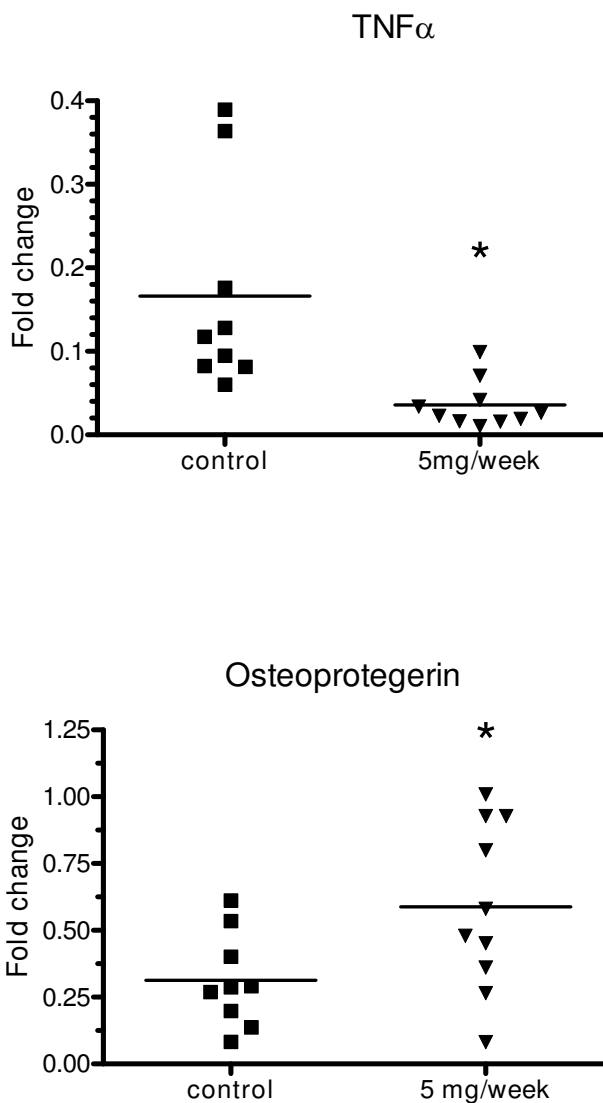 TNFα
0.4
0.3
0.2
0.1
0.0
Fold change
*
control 5mg/week
Osteoprotegerin
1.25
1.00
0.75
0.50
0.25
0.00
Fold change
*
control 5 mg/week